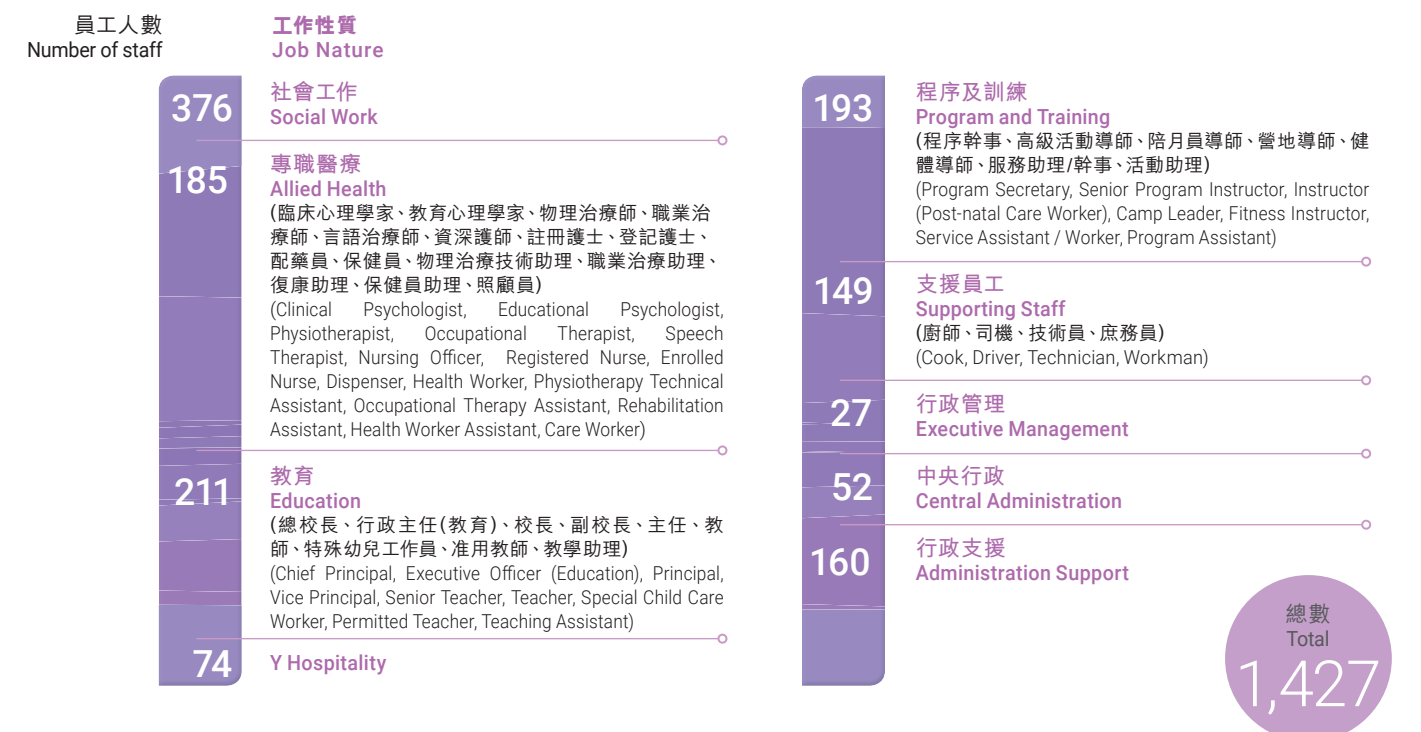 員工人數
Number of staff
工作性質
Job Nature
376
社會工作
Social Work
185
專職醫療
Allied Health
(臨床心理學家、教育心理學家、物理治療師、職業治
療師、言語治療師、資深護師、註冊護士、登記護士、
配藥員、保健員、物理治療技術助理、職業治療助理、
復康助理、保健員助理、照顧員)
(Clinical Psychologist, Educational Psychologist,
Physiotherapist, Occupational Therapist, Speech
Therapist, Nursing Officer, Registered Nurse, Enrolled
Nurse, Dispenser, Health Worker, Physiotherapy Technical
Assistant, Occupational Therapy Assistant, Rehabilitation
Assistant, Health Worker Assistant, Care Worker)
211
教育
Education
(總校長、行政主任(教育)、校長、副校長、主任、教
師、特殊幼兒工作員、准用教師、教學助理)
(Chief Principal, Executive Officer (Education), Principal,
Vice Principal, Senior Teacher, Teacher, Special Child Care
Worker, Permitted Teacher, Teaching Assistant)
74
Y Hospitality
193
程序及訓練
Program and Training
(程序幹事、高級活動導師、陪月員導師、營地導師、健
體導師、服務助理/幹事、活動助理)
(Program Secretary, Senior Program Instructor, Instructor
(Post-natal Care Worker), Camp Leader, Fitness Instructor,
Service Assistant / Worker, Program Assistant)
149
支援員工
Supporting Staff
(廚師、司機、技術員、庶務員)
(Cook, Driver, Technician, Workman)
27
行政管理
Executive Management
52
中央行政
Central Administration
160
行政支援
Administration Support
總數
Total
1,427